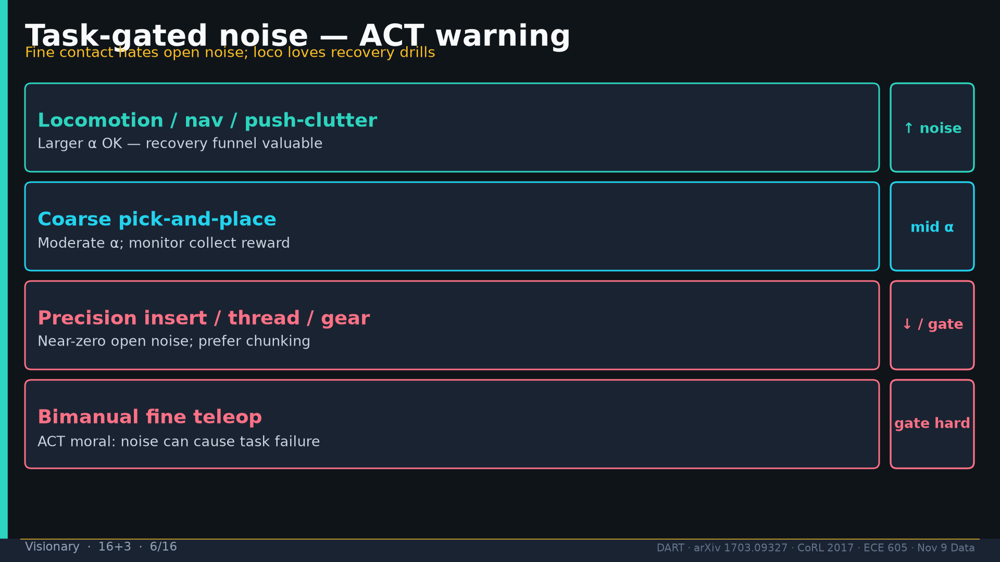 Task-gated noise — ACT warning
Fine contact hates open noise; loco loves recovery drills
Locomotion / nav / push-clutter
Larger α OK — recovery funnel valuable
↑ noise
Coarse pick-and-place
Moderate α; monitor collect reward
mid α
Precision insert / thread / gear
Near-zero open noise; prefer chunking
↓ / gate
Bimanual fine teleop
ACT moral: noise can cause task failure
gate hard
Visionary · 16+3 · 6/16
DART · arXiv 1703.09327 · CoRL 2017 · ECE 605 · Nov 9 Data